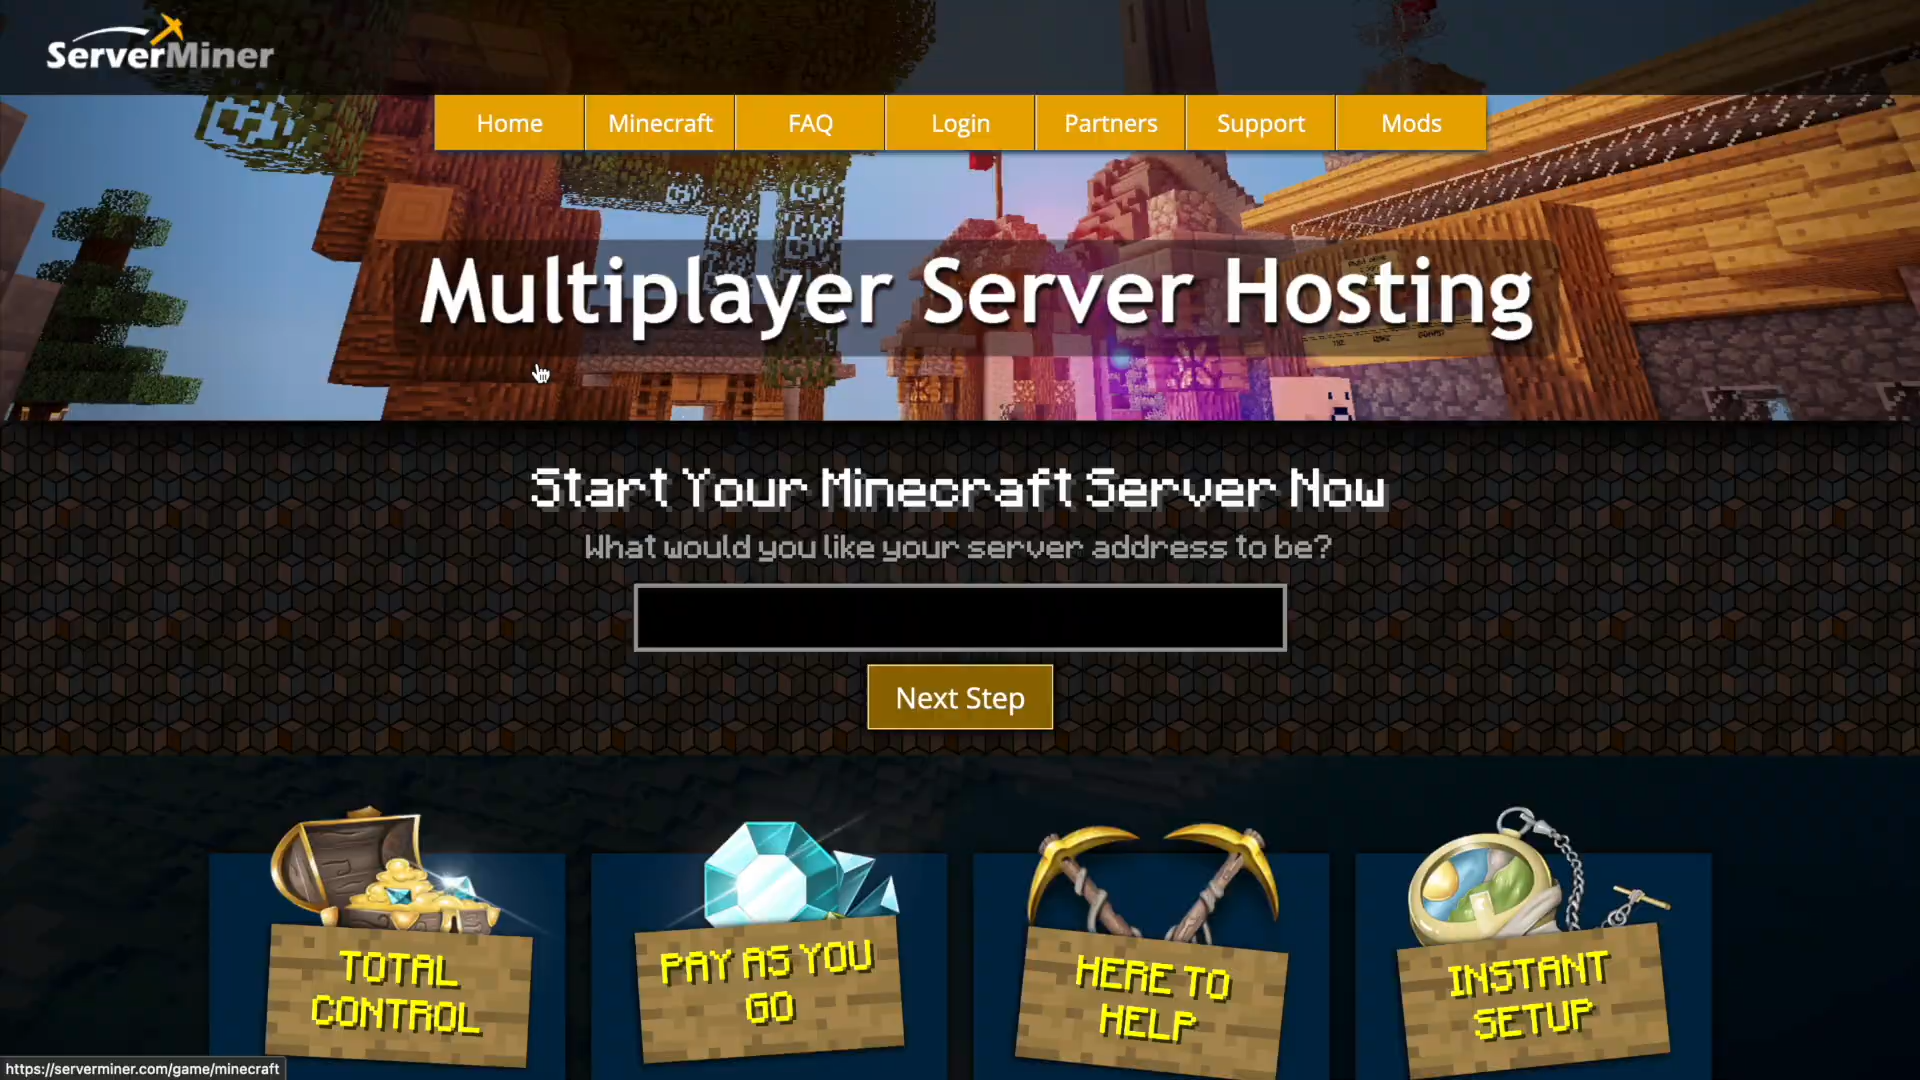 ServerMiner
Home
Minecraft
FAQ
Login
Partners
Support
Mods
Multiplayer Server Hosting
Start Your Minecraft Server Now
What would you like your server address to be?
Next Step
TOTAL
CONTROL
PAY AS YOU
GO
HERE TO
HELP
INSTANT
SETUP
https://serverminer.com/game/minecraft